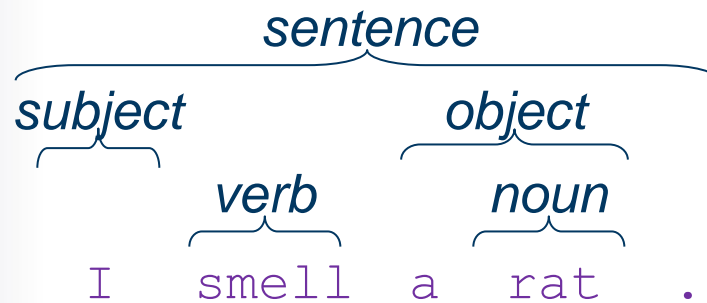 sentence
subject object
verb noun
I smell a rat .